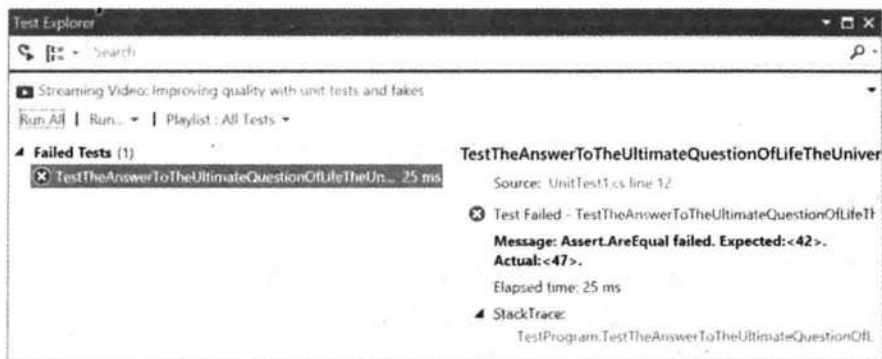 Test Explorer
Search
Streaming Video: Improving quality with unit tests and fakes
Run All | Run... | Playlist : All Tests
Failed Tests (1)
TestTheAnswerToTheUltimateQuestionOfLifeTheUn... 25 ms
TestTheAnswerToTheUltimateQuestionOfLifeTheUniver
Source: UnitTest1.cs line 12
Test Failed - TestTheAnswerToTheUltimateQuestionOfLifeTh
Message: Assert.AreEqual failed. Expected:<42>.
Actual:<47>.
Elapsed time: 25 ms
StackTrace:
TestProgram.TestTheAnswerToTheUltimateQuestionOfL